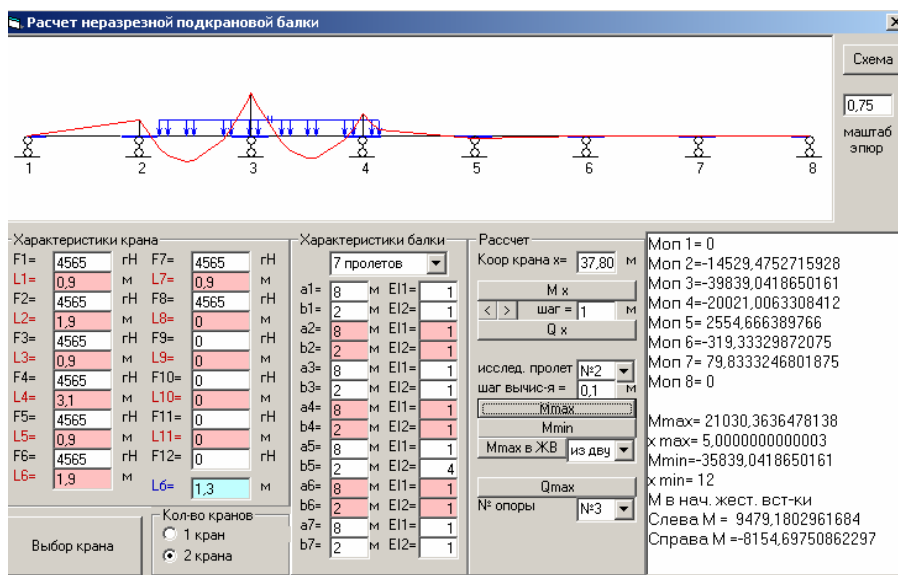 Расчет неразрезной подкрановой балки
Схема
0,75
маштаб
эпюр
1 2 3 4 5 6 7 8
Характеристики крана
F1= 4565 гН F7= 4565 гН
L1= 0,9 м L7= 0,9 м
F2= 4565 гН F8= 4565 гН
L2= 1,9 м L8= 0 м
F3= 4565 гН F9= 0 гН
L3= 0,9 м L9= 0 м
F4= 4565 гН F10= 0 гН
L4= 3,1 м L10= 0 м
F5= 4565 гН F11= 0 гН
L5= 0,9 м L11= 0 м
F6= 4565 гН F12= 0 гН
L6= 1,9 м Lб= 1,3 м
Выбор крана
Кол-во кранов
1 кран
2 крана
Характеристики балки
7 пролетов
a1= 8 м EI1= 1
b1= 2 м EI2= 1
a2= 8 м EI1= 1
b2= 2 м EI2= 1
a3= 8 м EI1= 1
b3= 2 м EI2= 1
a4= 8 м EI1= 1
b4= 2 м EI2= 1
a5= 8 м EI1= 1
b5= 2 м EI2= 4
a6= 8 м EI1= 1
b6= 2 м EI2= 1
a7= 8 м EI1= 1
b7= 2 м EI2= 1
Рассчет
Коор крана x= 37,80 м
М x
< > шаг = 1 м
Q x
исслед. пролет №2
шаг вычис-я = 0,1 м
Mmax
Mmin
Mmax в ЖВ из дву
Qmax
№ опоры №3
Моп 1= 0
Моп 2=-14529,4752715928
Моп 3=-39839,0418650161
Моп 4=-20021,0063308412
Моп 5= 2554,666389766
Моп 6=-319,33329872075
Моп 7= 79,8333246801875
Моп 8= 0
Mmax= 21030,3636478138
x max= 5,0000000000003
Mmin=-35839,0418650161
x min= 12
М в нач. жест. вст-ки
Слева М = 9479,1802961684
Справа М =-8154,69750862297